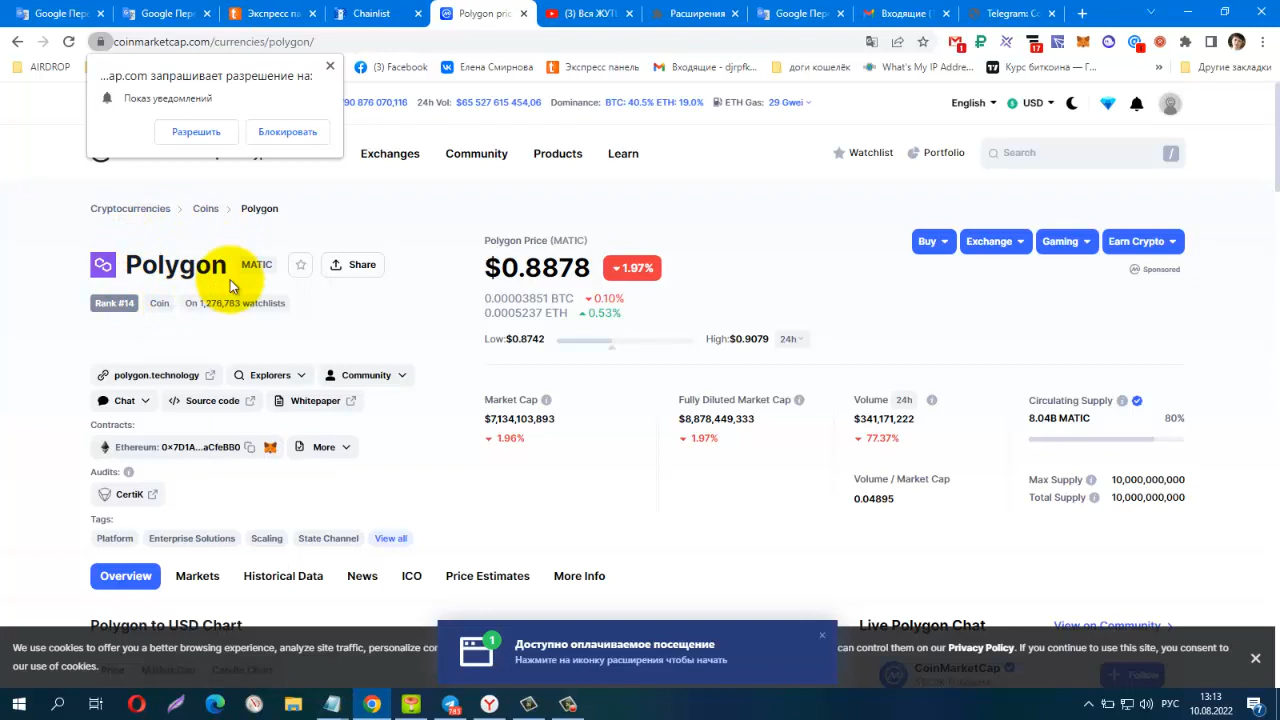 Google Пер
Google Пер
Экспресс па
Chainlist
Polygon pric
(3) Вся ЖУТ
Расширения
Google Пер
Входящие (
Telegram: Co
coinmarketcap.com/currencies/polygon/
AIRDROP
(3) Facebook
Елена Смирнова
Экспресс панель
Входящие - djrpfk...
доги кошелёк
What's My IP Addre...
Курс биткоина — Г...
»
Другие закладки
...ap.com запрашивает разрешение на:
Показ уведомлений
Разрешить
Блокировать
90 876 070,116
24h Vol: $65 527 615 454,06
Dominance: BTC: 40.5% ETH: 19.0%
ETH Gas: 29 Gwei
English
USD
Exchanges
Community
Products
Learn
Watchlist
Portfolio
Search
/
Cryptocurrencies
Coins
Polygon
Polygon MATIC
Share
Rank #14
Coin
On 1,276,783 watchlists
Polygon Price (MATIC)
$0.8878
1.97%
0.00003851 BTC 0.10%
0.0005237 ETH 0.53%
Low:$0.8742
High:$0.9079
24h
Buy
Exchange
Gaming
Earn Crypto
Sponsored
polygon.technology
Explorers
Community
Chat
Source code
Whitepaper
Contracts:
Ethereum: 0x7D1A...aCfeBB0
More
Audits:
CertiK
Tags:
Platform
Enterprise Solutions
Scaling
State Channel
View all
Market Cap
$7,134,103,893
1.96%
Fully Diluted Market Cap
$8,878,449,333
1.97%
Volume 24h
$341,171,222
77.37%
Volume / Market Cap
0.04895
Circulating Supply
8.04B MATIC
80%
Max Supply 10,000,000,000
Total Supply 10,000,000,000
Overview
Markets
Historical Data
News
ICO
Price Estimates
More Info
Polygon to USD Chart
Live Polygon Chat
View on Community
We use cookies to offer you a better browsing experience, analyze site traffic, personalize co
can control them on our Privacy Policy. If you continue to use this site, you consent to
our use of cookies.
Price
Market Cap
Candle Chart
CoinMarketCap
Follow
1
Доступно оплачиваемое посещение
Нажмите на иконку расширения чтобы начать
РУС
13:13
10.08.2022